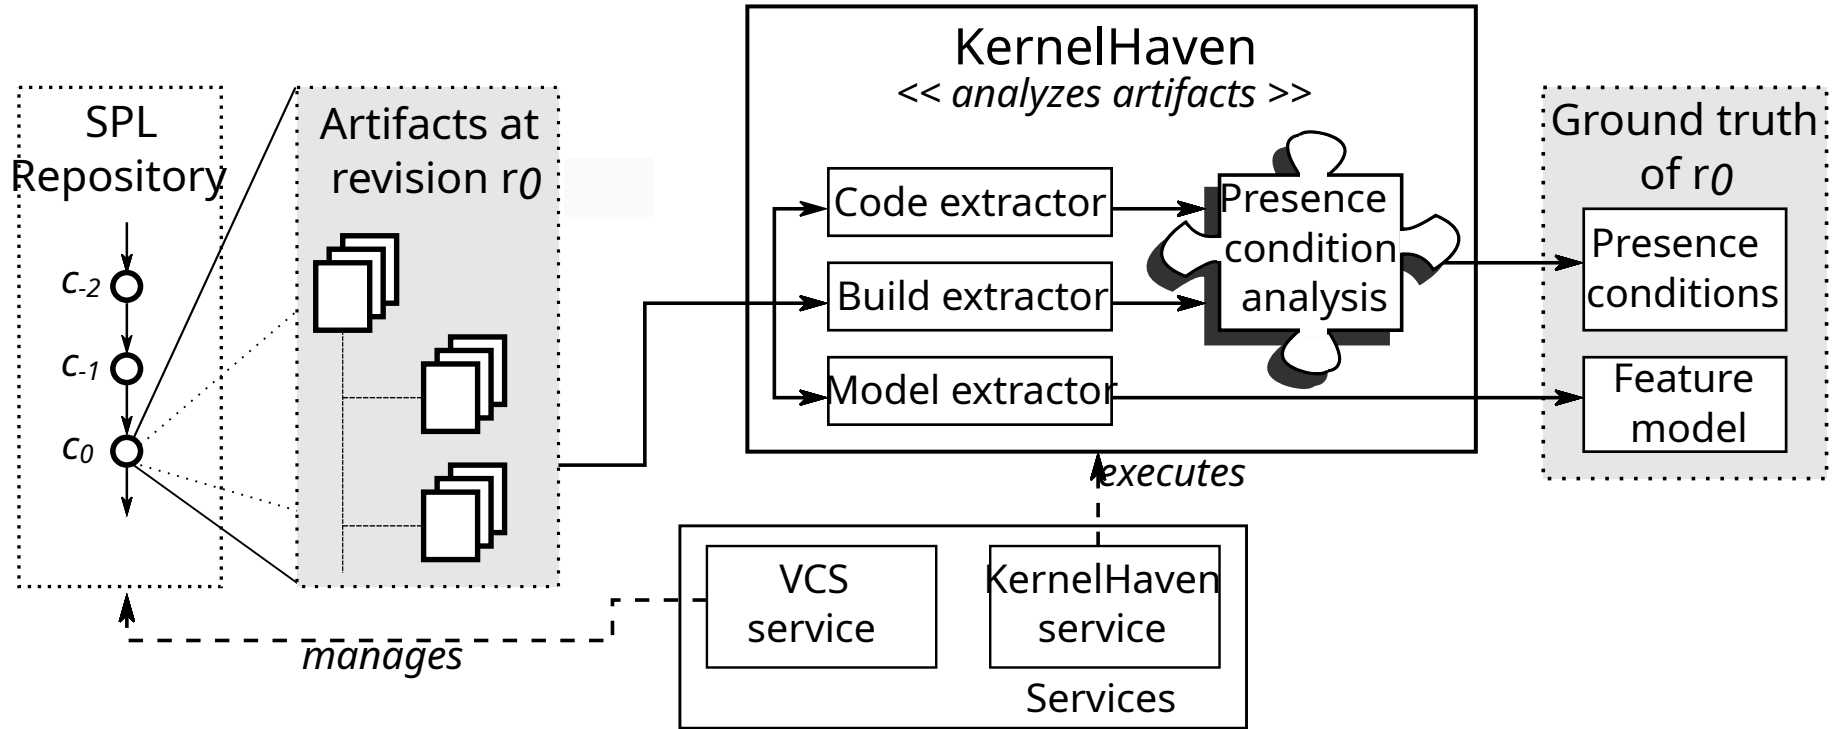 SPL
Repository
c-2
c-1
c0
Artifacts at
revision r0
KernelHaven
<< analyzes artifacts >>
Code extractor
Build extractor
Model extractor
Presence
condition
analysis
Ground truth
of r0
Presence
conditions
Feature
model
executes
manages
VCS
service
KernelHaven
service
Services